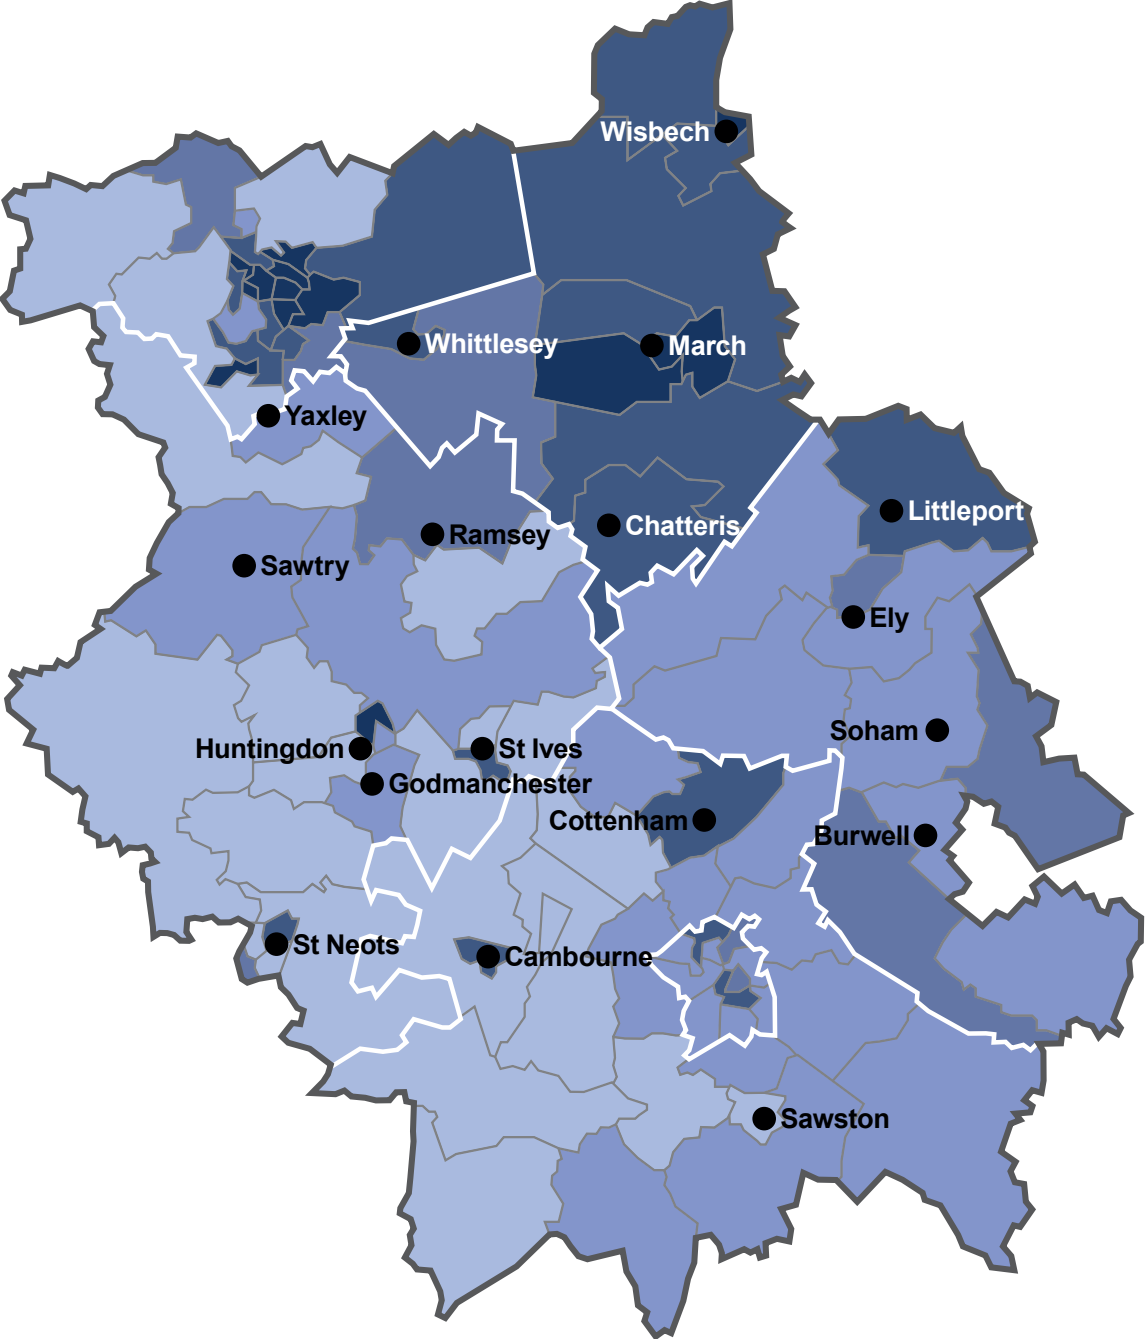 Wisbech
Whittlesey
March
Yaxley
Littleport
Chatteris
Ramsey
Sawtry
Ely
Soham
Huntingdon
St Ives
Godmanchester
Cottenham
Burwell
St Neots
Cambourne
Sawston